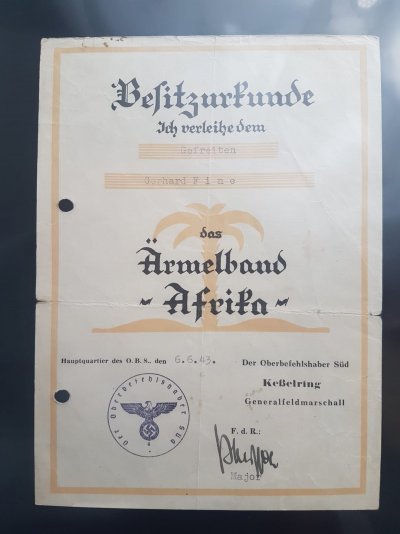 Besitzurkunde
Ich verleihe dem
Gefreiten
Gerhard F i n e
das
Ärmelband
"Afrika"
Hauptquartier des O. B. S., den 6.6.43.
Der Oberbefehlshaber Süd
Keßelring
Generalfeldmarschall
Der Oberbefehlshaber Süd
F. d. R.:
Major